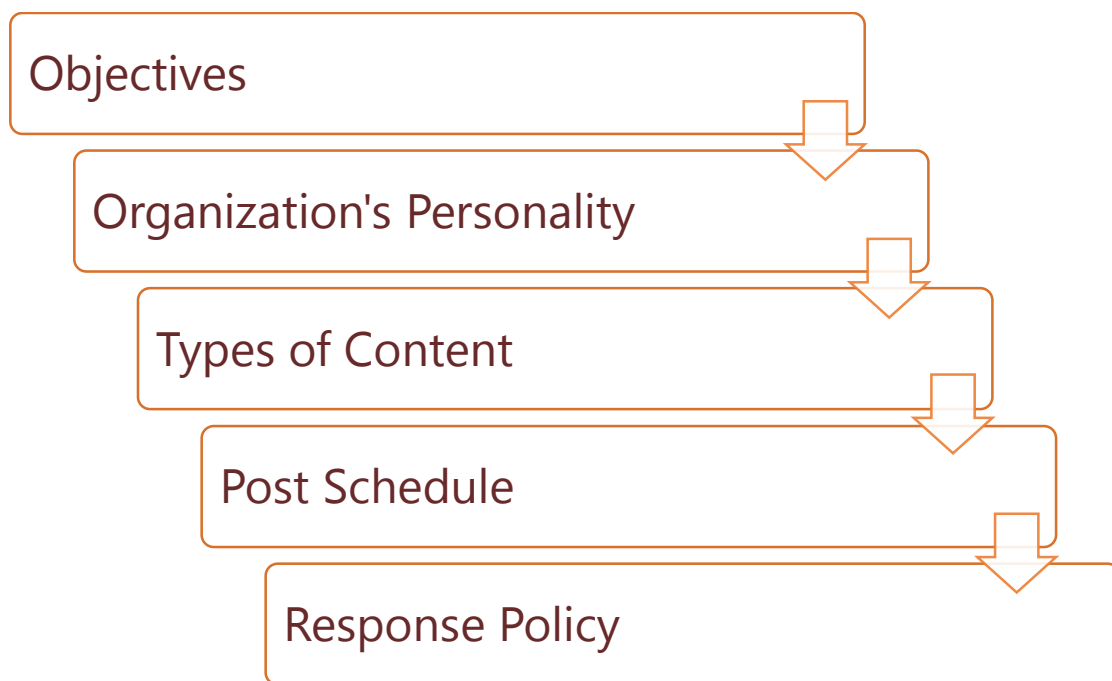 Objectives
Organization's Personality
Types of Content
Post Schedule
Response Policy